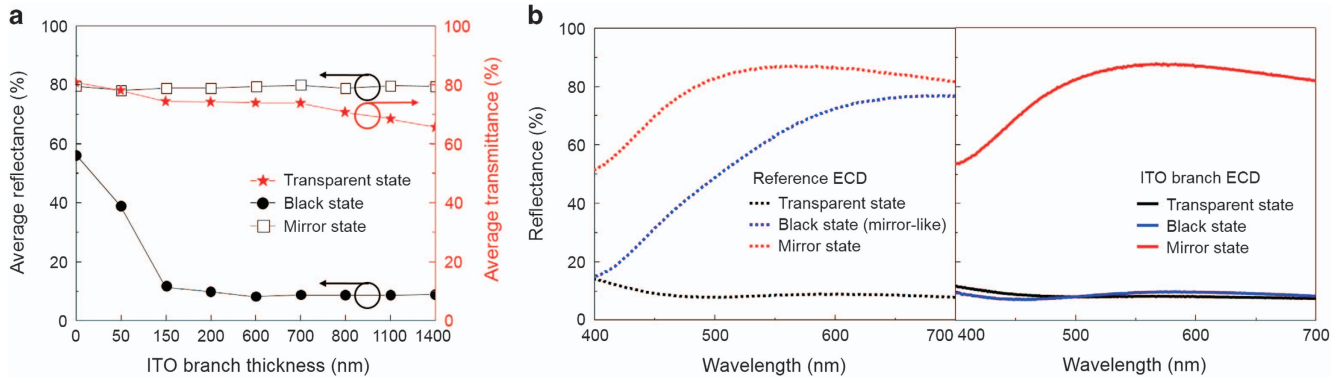 a
100
80
60
40
20
0
Average reflectance (%)
100
80
60
40
20
0
Average transmittance (%)
Transparent state
Black state
Mirror state
0 50 150 200 600 700 800 1100 1400
ITO branch thickness (nm)
b
100
80
60
40
20
0
Reflectance (%)
Reference ECD
Transparent state
Black state (mirror-like)
Mirror state
400 500 600 700
Wavelength (nm)
ITO branch ECD
Transparent state
Black state
Mirror state
400 500 600 700
Wavelength (nm)